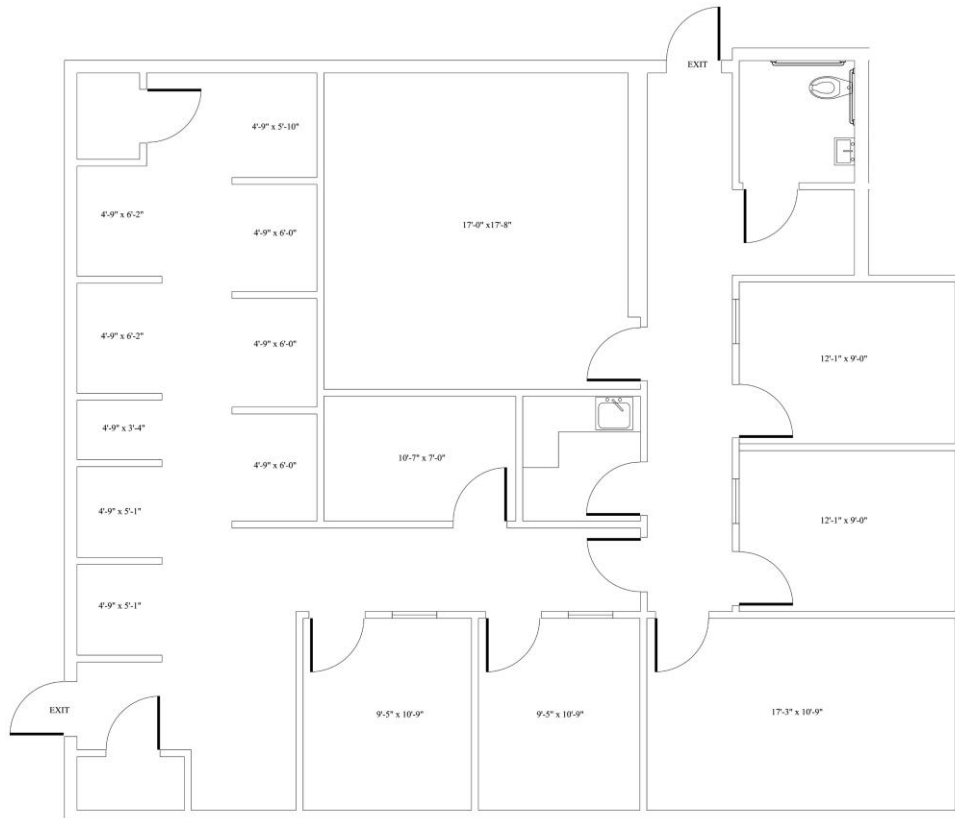 EXIT
4'-9" x 5'-10"
4'-9" x 6'-2"
4'-9" x 6'-0"
17'-0" x17'-8"
4'-9" x 6'-2"
4'-9" x 6'-0"
12'-1" x 9'-0"
4'-9" x 3'-4"
4'-9" x 6'-0"
10'-7" x 7'-0"
4'-9" x 5'-1"
12'-1" x 9'-0"
4'-9" x 5'-1"
EXIT
9'-5" x 10'-9"
9'-5" x 10'-9"
17'-3" x 10'-9"